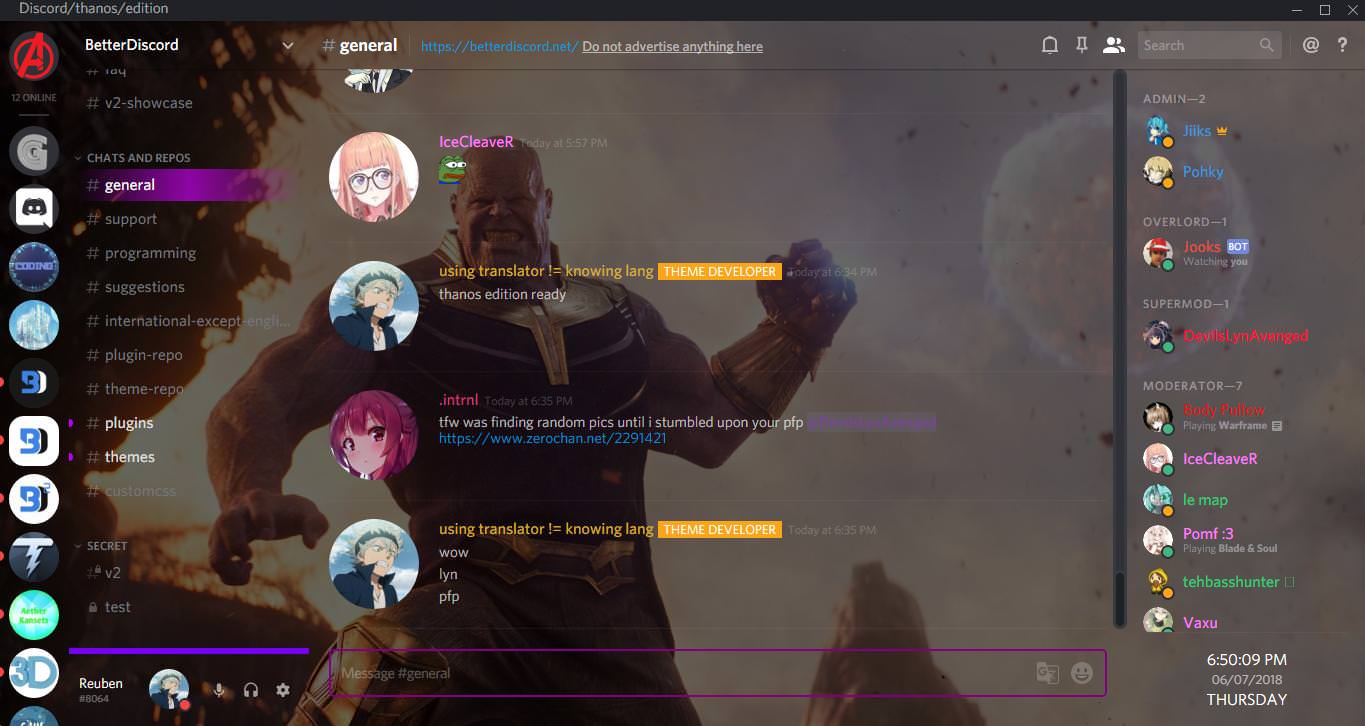 Discord/thanos/edition
12 ONLINE
CODING
Aether
Kansets
3D
BetterDiscord
# faq
# v2-showcase
CHATS AND REPOS
# general
# support
# programming
# suggestions
# international-except-engli...
# plugin-repo
# theme-repo
# plugins
# themes
# customcss
SECRET
# v2
test
Reuben
#8064
# general https://betterdiscord.net/ Do not advertise anything here
Search
@ ?
IceCleaveR Today at 5:57 PM
using translator != knowing lang THEME DEVELOPER Today at 6:34 PM
thanos edition ready
.intrnl Today at 6:35 PM
tfw was finding random pics until i stumbled upon your pfp @DevilsLynAvenged
https://www.zerochan.net/2291421
using translator != knowing lang THEME DEVELOPER Today at 6:35 PM
wow
lyn
pfp
Message #general
ADMIN—2
Jiiks
Pohky
OVERLORD—1
Jooks BOT
Watching you
SUPERMOD—1
DevilsLynAvenged
MODERATOR—7
Body Pillow
Playing Warframe
IceCleaveR
le map
Pomf :3
Playing Blade & Soul
tehbasshunter
Vaxu
6:50:09 PM
06/07/2018
THURSDAY